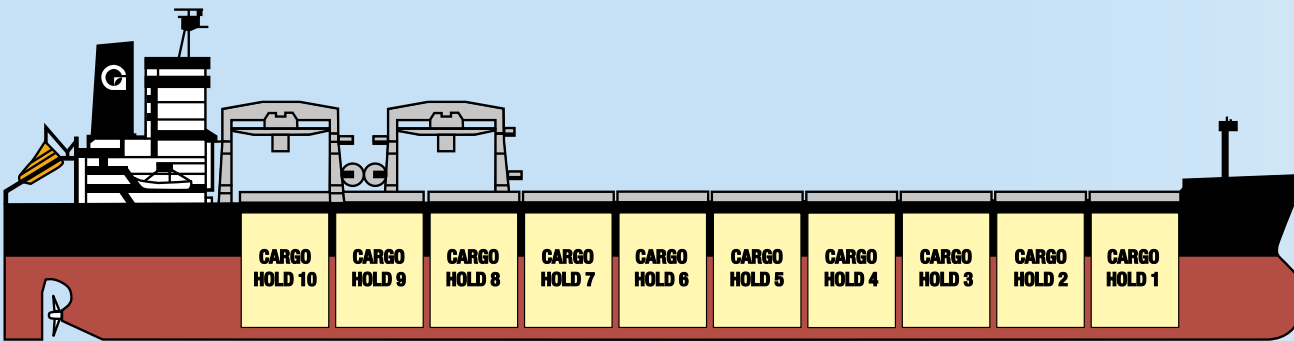 CARGO
HOLD 10
CARGO
HOLD 9
CARGO
HOLD 8
CARGO
HOLD 7
CARGO
HOLD 6
CARGO
HOLD 5
CARGO
HOLD 4
CARGO
HOLD 3
CARGO
HOLD 2
CARGO
HOLD 1